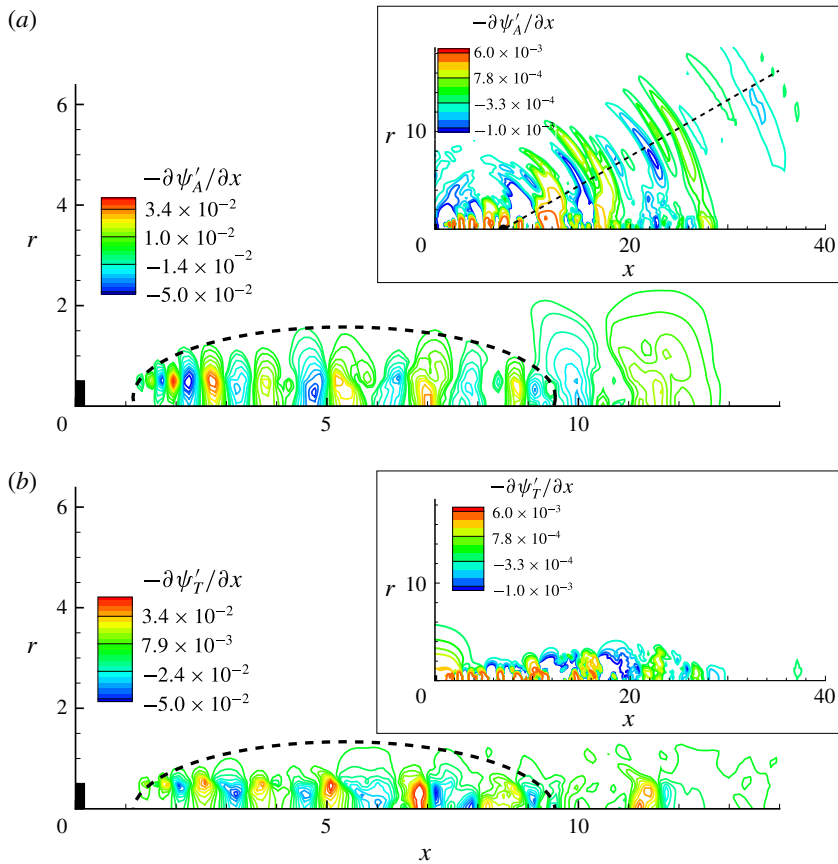 (a)
−∂ψ′_A/∂x
6.0 × 10⁻³
7.8 × 10⁻⁴
−3.3 × 10⁻⁴
−1.0 × 10⁻³
r
10
0
20
40
x
6
4
2
0
r
−∂ψ′_A/∂x
3.4 × 10⁻²
1.0 × 10⁻²
−1.4 × 10⁻²
−5.0 × 10⁻²
5
10
(b)
−∂ψ′_T/∂x
6.0 × 10⁻³
7.8 × 10⁻⁴
−3.3 × 10⁻⁴
−1.0 × 10⁻³
r
10
0
20
40
x
6
4
2
0
r
−∂ψ′_T/∂x
3.4 × 10⁻²
7.9 × 10⁻³
−2.4 × 10⁻²
−5.0 × 10⁻²
5
10
x